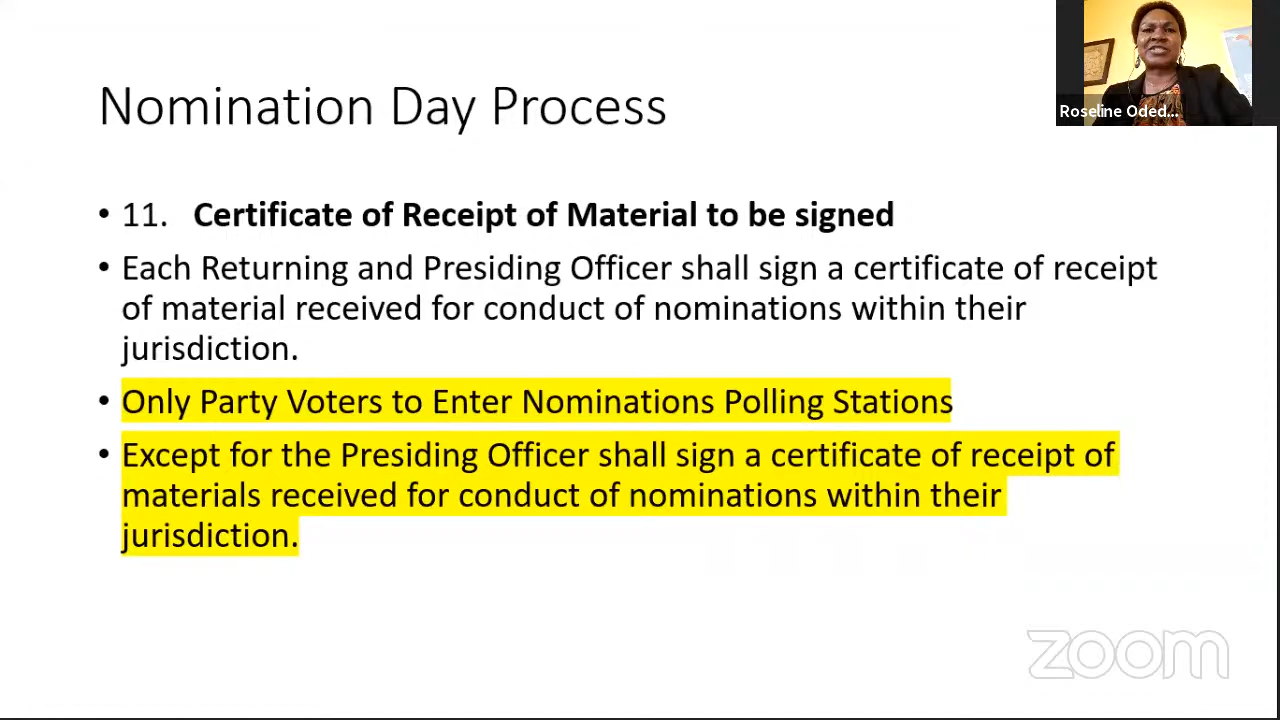 Roseline Oded...
Nomination Day Process
• 11. Certificate of Receipt of Material to be signed
• Each Returning and Presiding Officer shall sign a certificate of receipt
of material received for conduct of nominations within their
jurisdiction.
• Only Party Voters to Enter Nominations Polling Stations
• Except for the Presiding Officer shall sign a certificate of receipt of
materials received for conduct of nominations within their
jurisdiction.
zoom